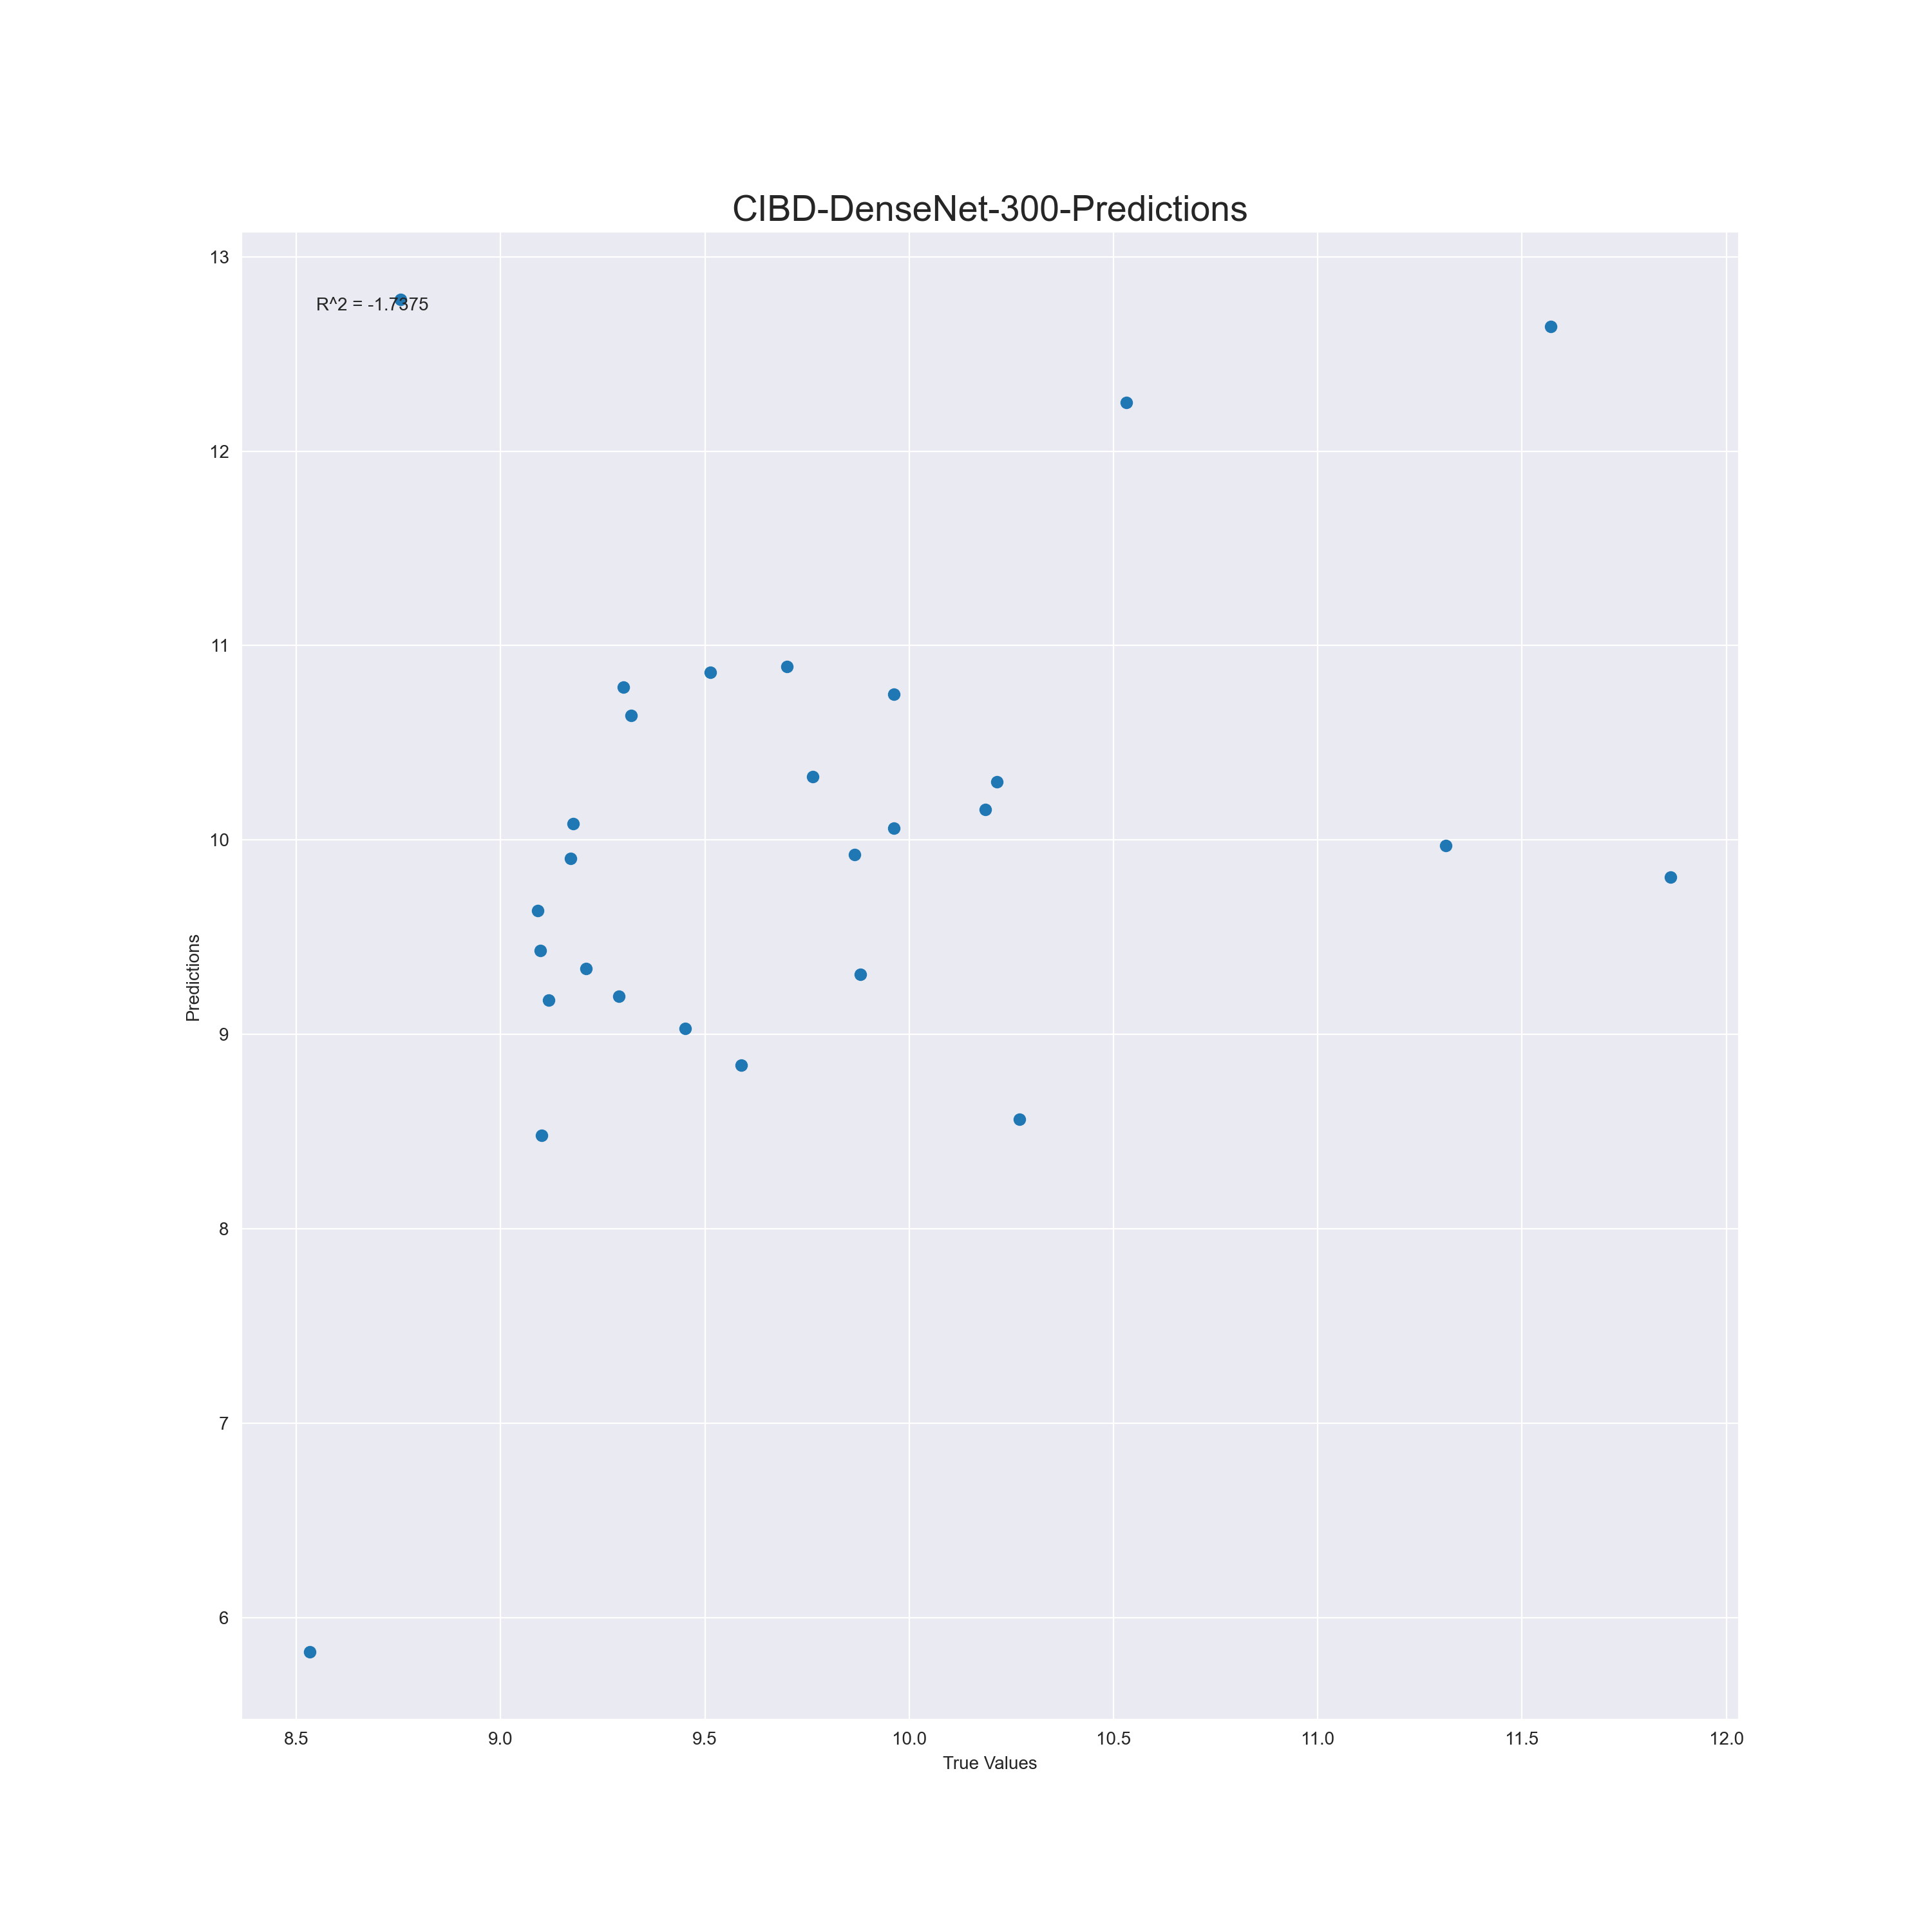 CIBD-DenseNet-300-Predictions
13
R^2 = -1.7375
12
11
10
9
8
7
6
Predictions
8.5 9.0 9.5 10.0 10.5 11.0 11.5 12.0
True Values